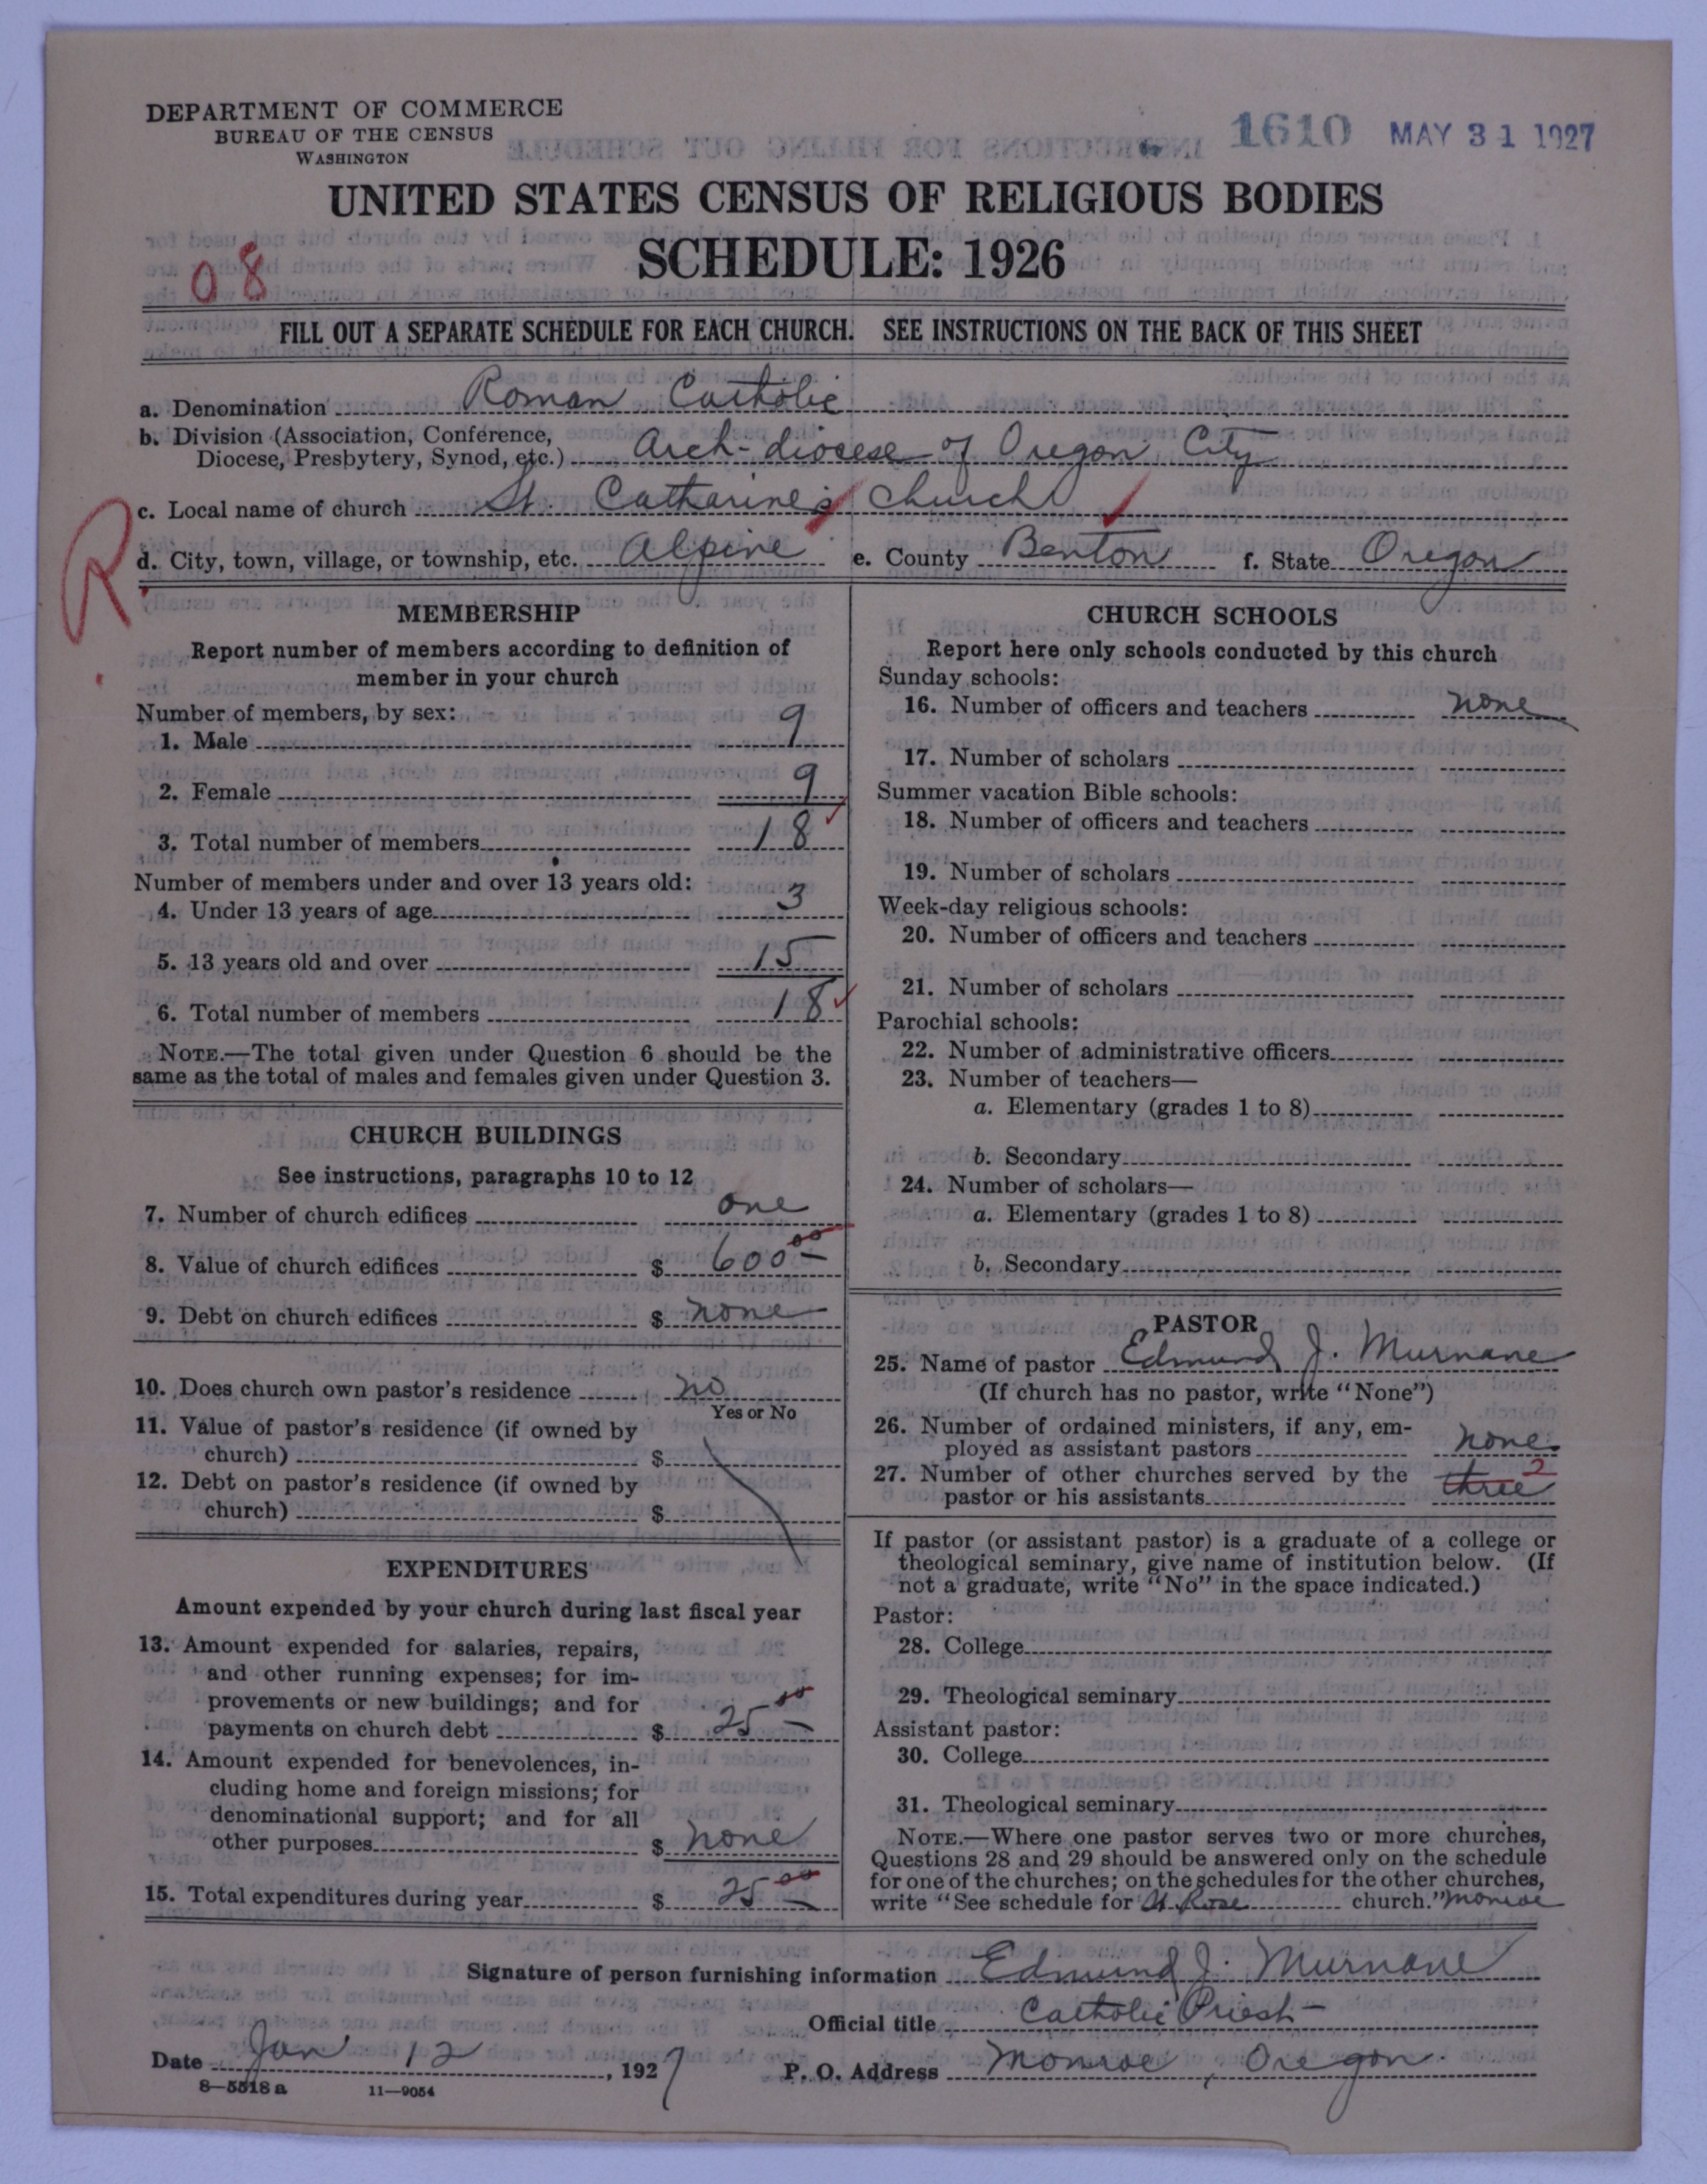 DEPARTMENT OF COMMERCE
BUREAU OF THE CENSUS
WASHINGTON
1610 MAY 31 1927
UNITED STATES CENSUS OF RELIGIOUS BODIES
SCHEDULE: 1926
08
FILL OUT A SEPARATE SCHEDULE FOR EACH CHURCH. SEE INSTRUCTIONS ON THE BACK OF THIS SHEET
a. Denomination Roman Catholic
b. Division (Association, Conference,
Diocese, Presbytery, Synod, etc.) Arch-diocese of Oregon City
R
c. Local name of church St. Catharine's Church
d. City, town, village, or township, etc. Alpine e. County Benton f. State Oregon
MEMBERSHIP
Report number of members according to definition of
member in your church
Number of members, by sex:
1. Male 9
2. Female 9
3. Total number of members 18
Number of members under and over 13 years old:
4. Under 13 years of age 3
5. 13 years old and over 15
6. Total number of members 18
NOTE.—The total given under Question 6 should be the
same as the total of males and females given under Question 3.
CHURCH BUILDINGS
See instructions, paragraphs 10 to 12
7. Number of church edifices one
8. Value of church edifices $ 600 00
9. Debt on church edifices $ none
10. Does church own pastor's residence no
Yes or No
11. Value of pastor's residence (if owned by
church) $
12. Debt on pastor's residence (if owned by
church) $
EXPENDITURES
Amount expended by your church during last fiscal year
13. Amount expended for salaries, repairs,
and other running expenses; for im-
provements or new buildings; and for
payments on church debt $ 25 00
14. Amount expended for benevolences, in-
cluding home and foreign missions; for
denominational support; and for all
other purposes $ none
15. Total expenditures during year $ 25 00
CHURCH SCHOOLS
Report here only schools conducted by this church
Sunday schools:
16. Number of officers and teachers none
17. Number of scholars
Summer vacation Bible schools:
18. Number of officers and teachers
19. Number of scholars
Week-day religious schools:
20. Number of officers and teachers
21. Number of scholars
Parochial schools:
22. Number of administrative officers
23. Number of teachers—
a. Elementary (grades 1 to 8)
b. Secondary
24. Number of scholars—
a. Elementary (grades 1 to 8)
b. Secondary
PASTOR
25. Name of pastor Edmund J. Murnane
(If church has no pastor, write "None")
26. Number of ordained ministers, if any, em-
ployed as assistant pastors none
27. Number of other churches served by the
pastor or his assistants three 2
If pastor (or assistant pastor) is a graduate of a college or
theological seminary, give name of institution below. (If
not a graduate, write "No" in the space indicated.)
Pastor:
28. College
29. Theological seminary
Assistant pastor:
30. College
31. Theological seminary
NOTE.—Where one pastor serves two or more churches,
Questions 28 and 29 should be answered only on the schedule
for one of the churches; on the schedules for the other churches,
write "See schedule for St. Rose church." Monroe
Signature of person furnishing information Edmund J. Murnane
Official title Catholic Priest
Date Jan 12, 1927 P. O. Address Monroe, Oregon.
8-5518 a 11-9054